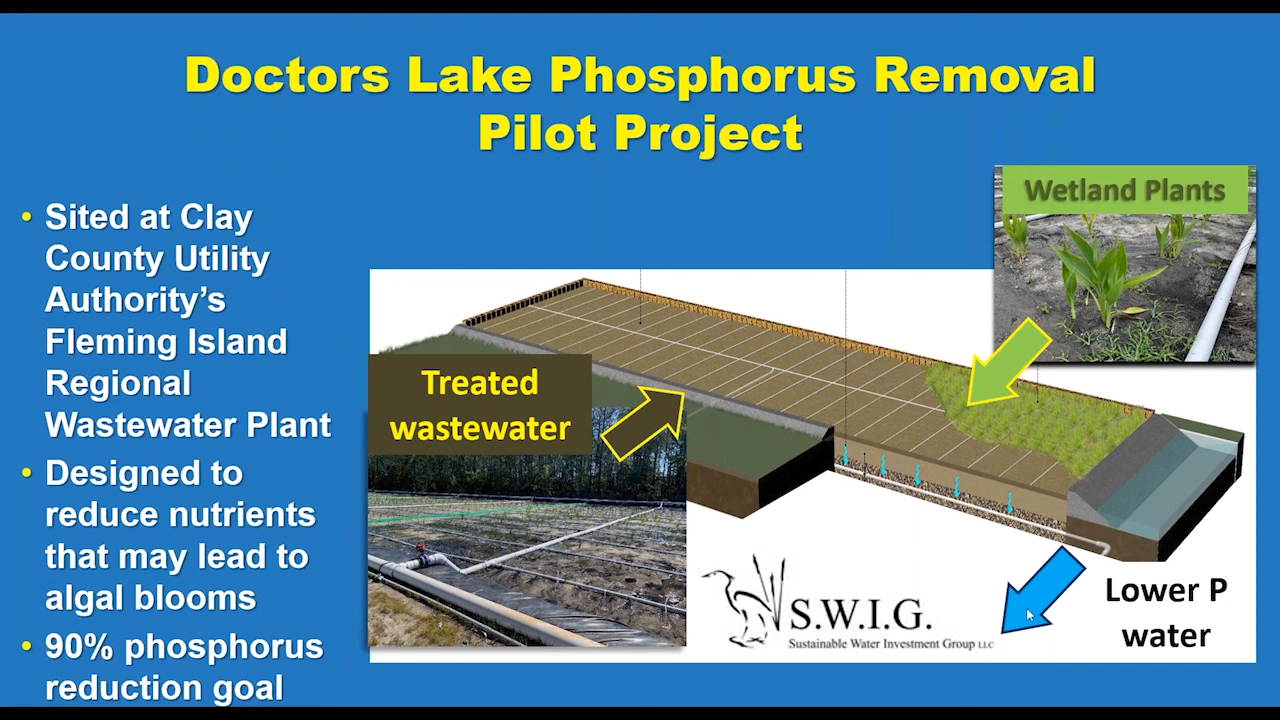 Doctors Lake Phosphorus Removal
Pilot Project
• Sited at Clay
County Utility
Authority’s
Fleming Island
Regional
Wastewater Plant
• Designed to
reduce nutrients
that may lead to
algal blooms
• 90% phosphorus
reduction goal
Wetland Plants
Treated
wastewater
S.W.I.G.
Sustainable Water Investment Group LLC
Lower P
water